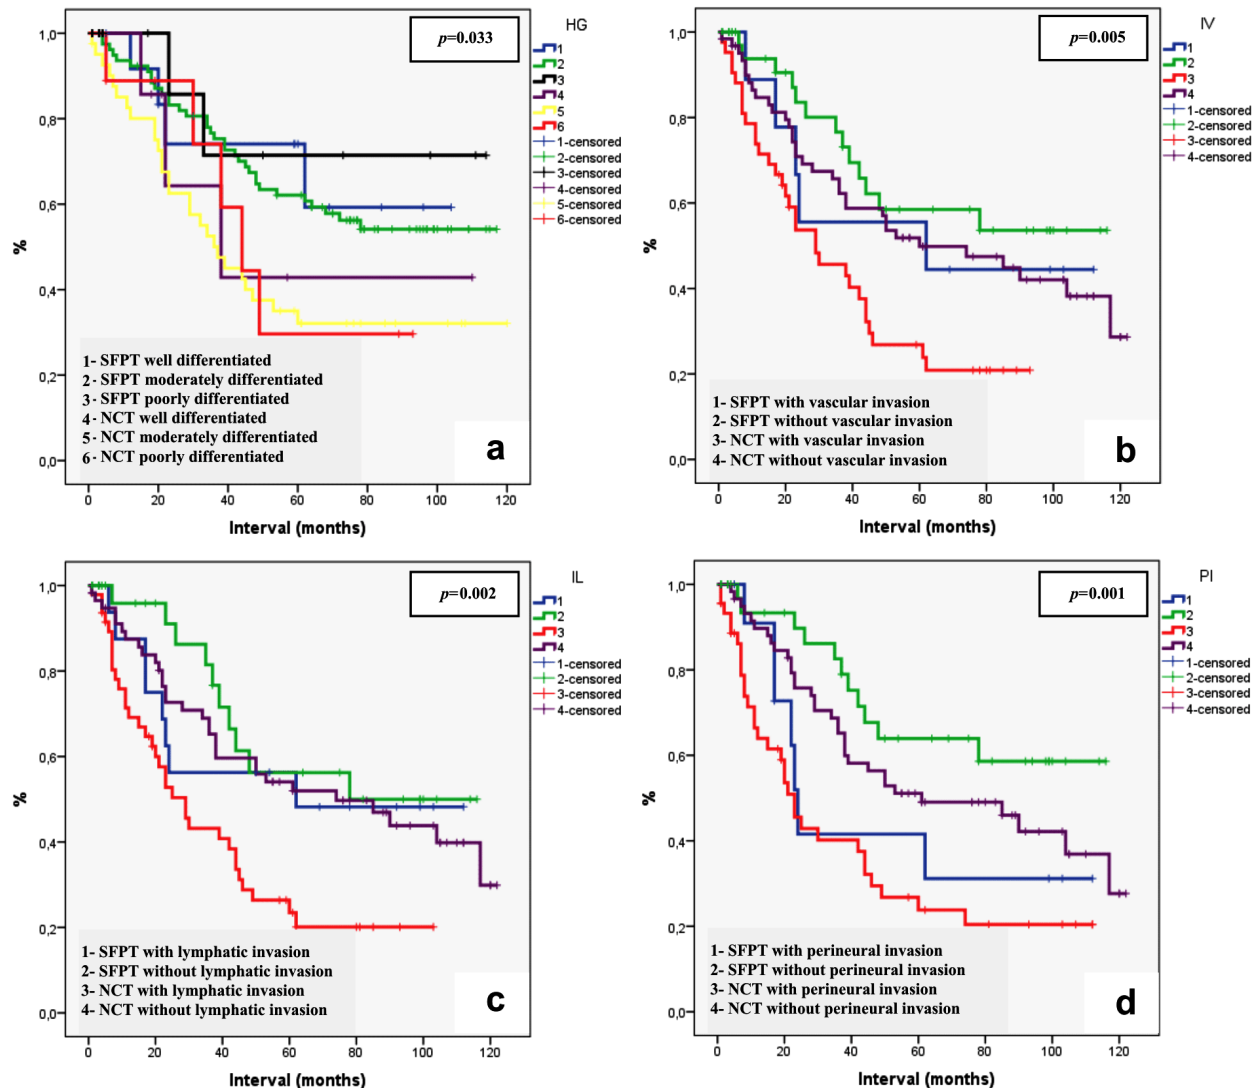 p=0.033
HG
1
2
3
4
5
6
1-censored
2-censored
3-censored
4-censored
5-censored
6-censored
1,0
0,8
0,6
%
0,4
0,2
0,0
1- SFPT well differentiated
2- SFPT moderately differentiated
3- SFPT poorly differentiated
4- NCT well differentiated
5- NCT moderately differentiated
6- NCT poorly differentiated
a
0 20 40 60 80 100 120
Interval (months)
p=0.005
IV
1
2
3
4
1-censored
2-censored
3-censored
4-censored
1,0
0,8
0,6
%
0,4
0,2
0,0
1- SFPT with vascular invasion
2- SFPT without vascular invasion
3- NCT with vascular invasion
4- NCT without vascular invasion
b
0 20 40 60 80 100 120
Interval (months)
p=0.002
IL
1
2
3
4
1-censored
2-censored
3-censored
4-censored
1,0
0,8
0,6
%
0,4
0,2
0,0
1- SFPT with lymphatic invasion
2- SFPT without lymphatic invasion
3- NCT with lymphatic invasion
4- NCT without lymphatic invasion
c
0 20 40 60 80 100 120
Interval (months)
p=0.001
PI
1
2
3
4
1-censored
2-censored
3-censored
4-censored
1,0
0,8
0,6
%
0,4
0,2
0,0
1- SFPT with perineural invasion
2- SFPT without perineural invasion
3- NCT with perineural invasion
4- NCT without perineural invasion
d
0 20 40 60 80 100 120
Interval (months)